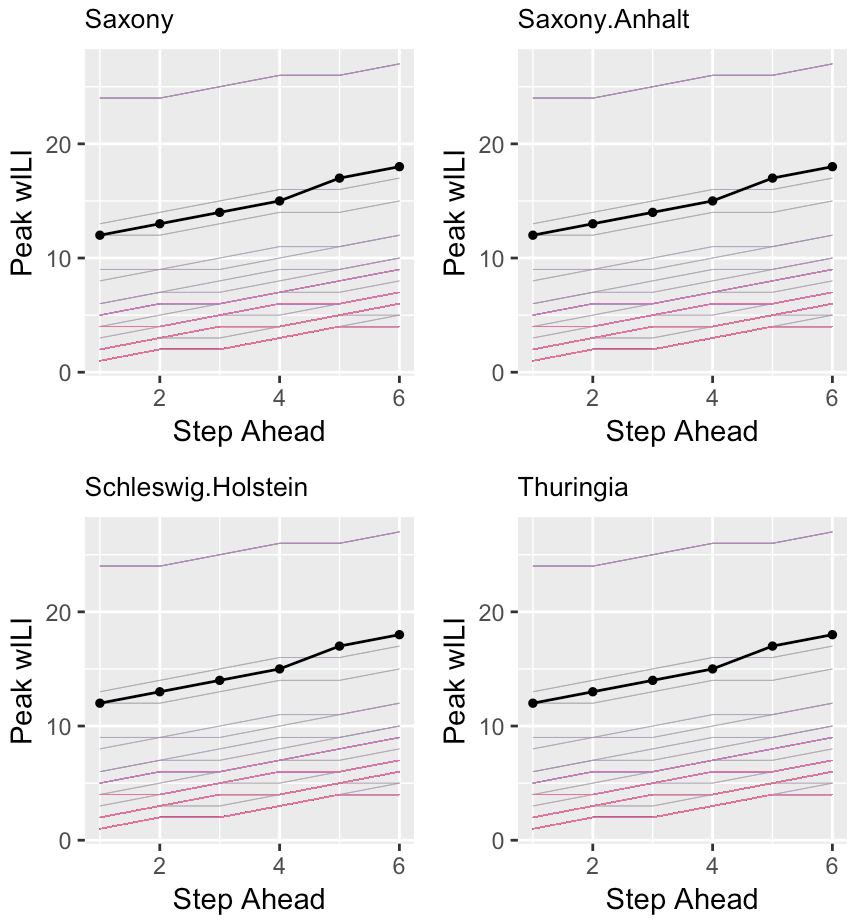 Saxony
Saxony.Anhalt
Peak wILI
20
10
0
Peak wILI
20
10
0
2 4 6
2 4 6
Step Ahead
Step Ahead
Schleswig.Holstein
Thuringia
Peak wILI
20
10
0
Peak wILI
20
10
0
2 4 6
2 4 6
Step Ahead
Step Ahead